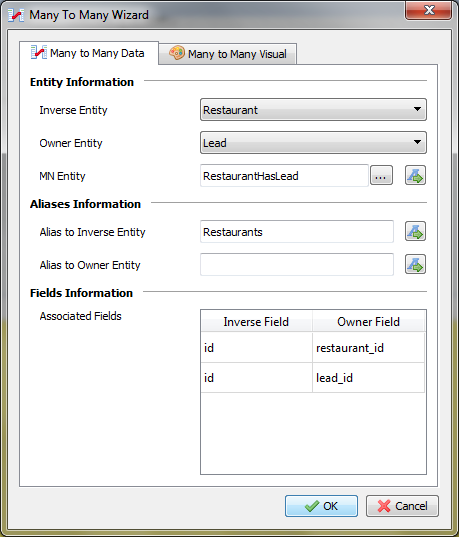 Many To Many Wizard
Many to Many Data
Many to Many Visual
Entity Information
Inverse Entity
Restaurant
Owner Entity
Lead
MN Entity
RestaurantHasLead
...
Aliases Information
Alias to Inverse Entity
Restaurants
Alias to Owner Entity
Fields Information
Associated Fields
Inverse Field Owner Field
id restaurant_id
id lead_id
OK
Cancel